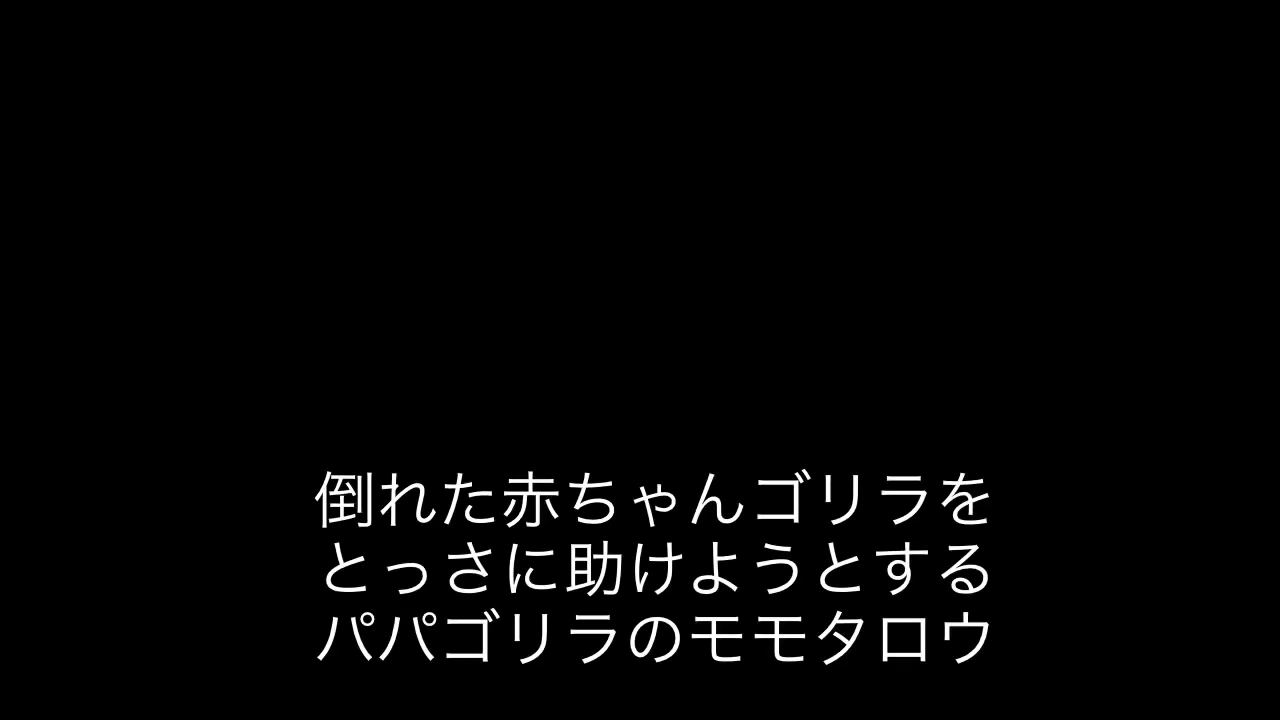 倒れた赤ちゃんゴリラを
とっさに助けようとする
パパゴリラのモモタロウ